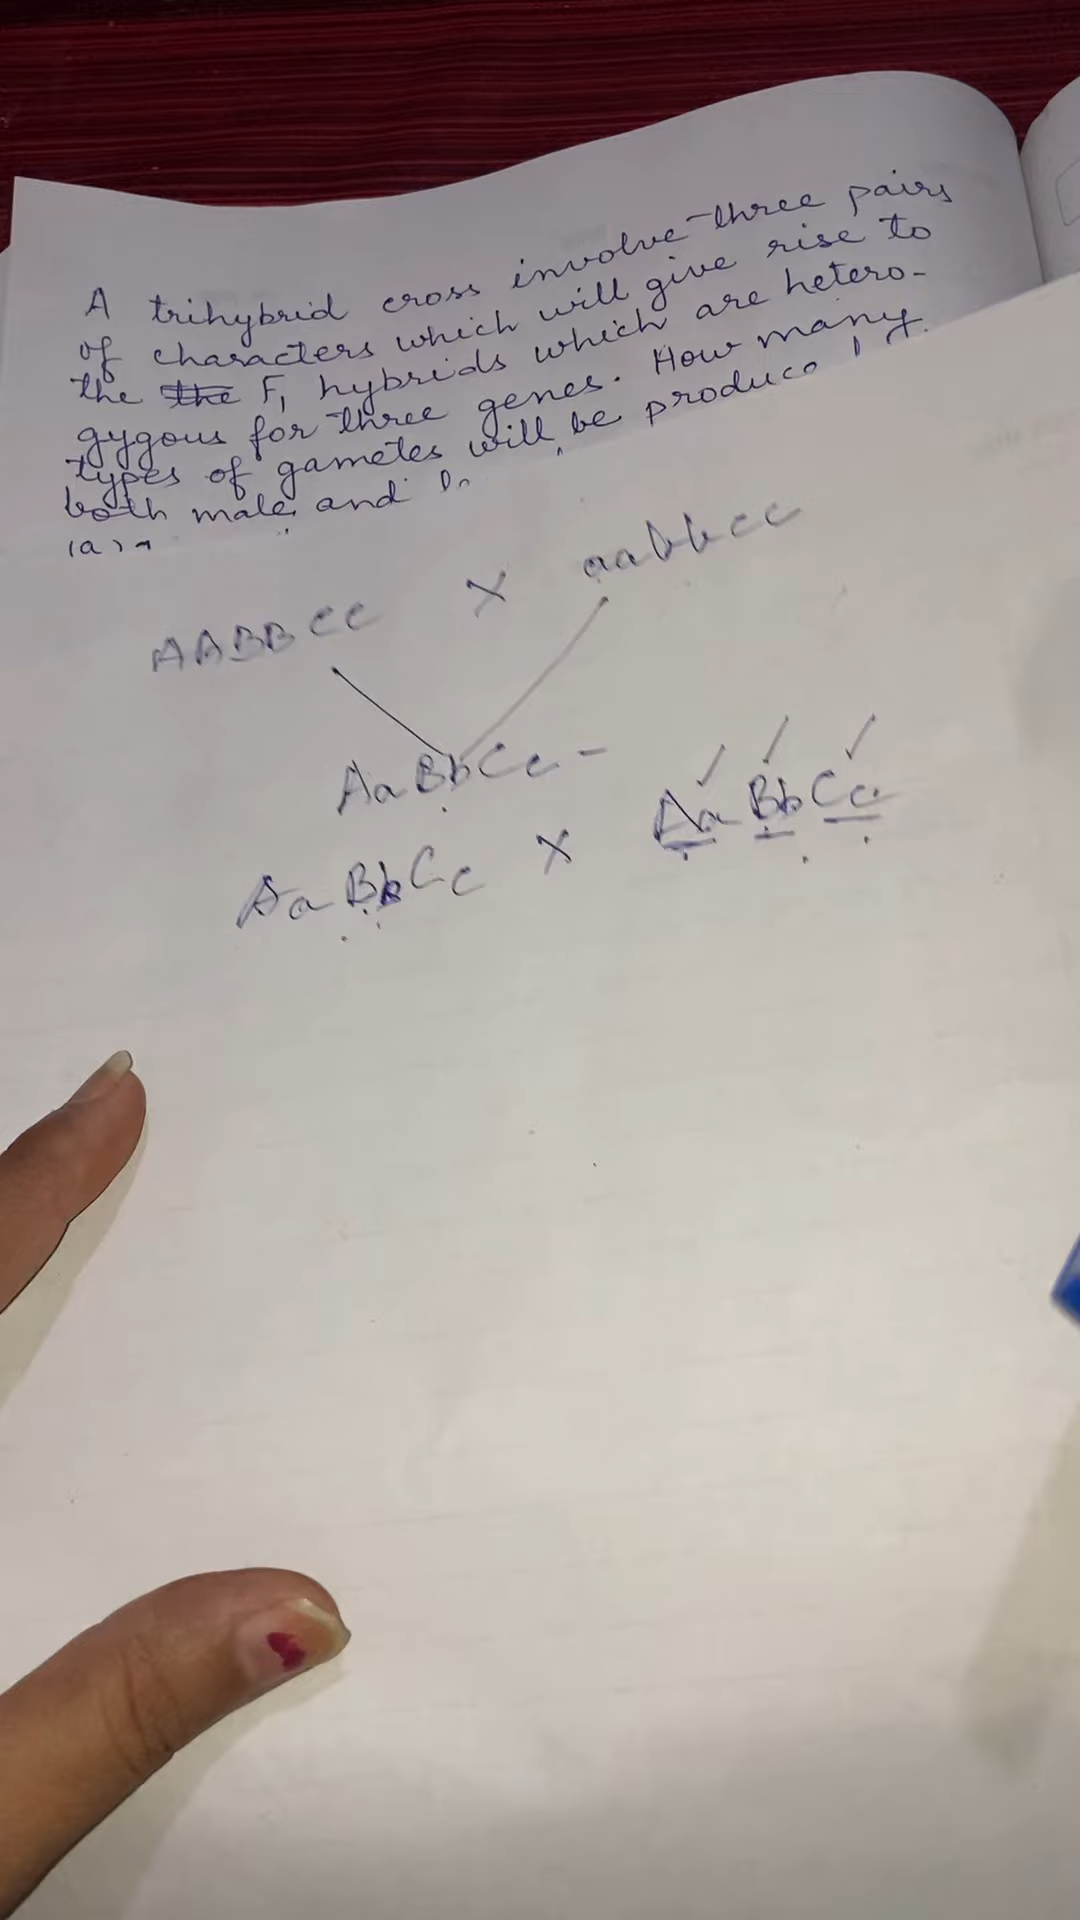 A trihybrid cross involve three pairs
of characters which will give rise to
the the F1 hybrids which are hetero-
gygous for three genes. How many
types of gametes will be produce
both male and
(a)
AABBCC × aabbcc
AaBbCc -
AaBbCc × AaBbCc